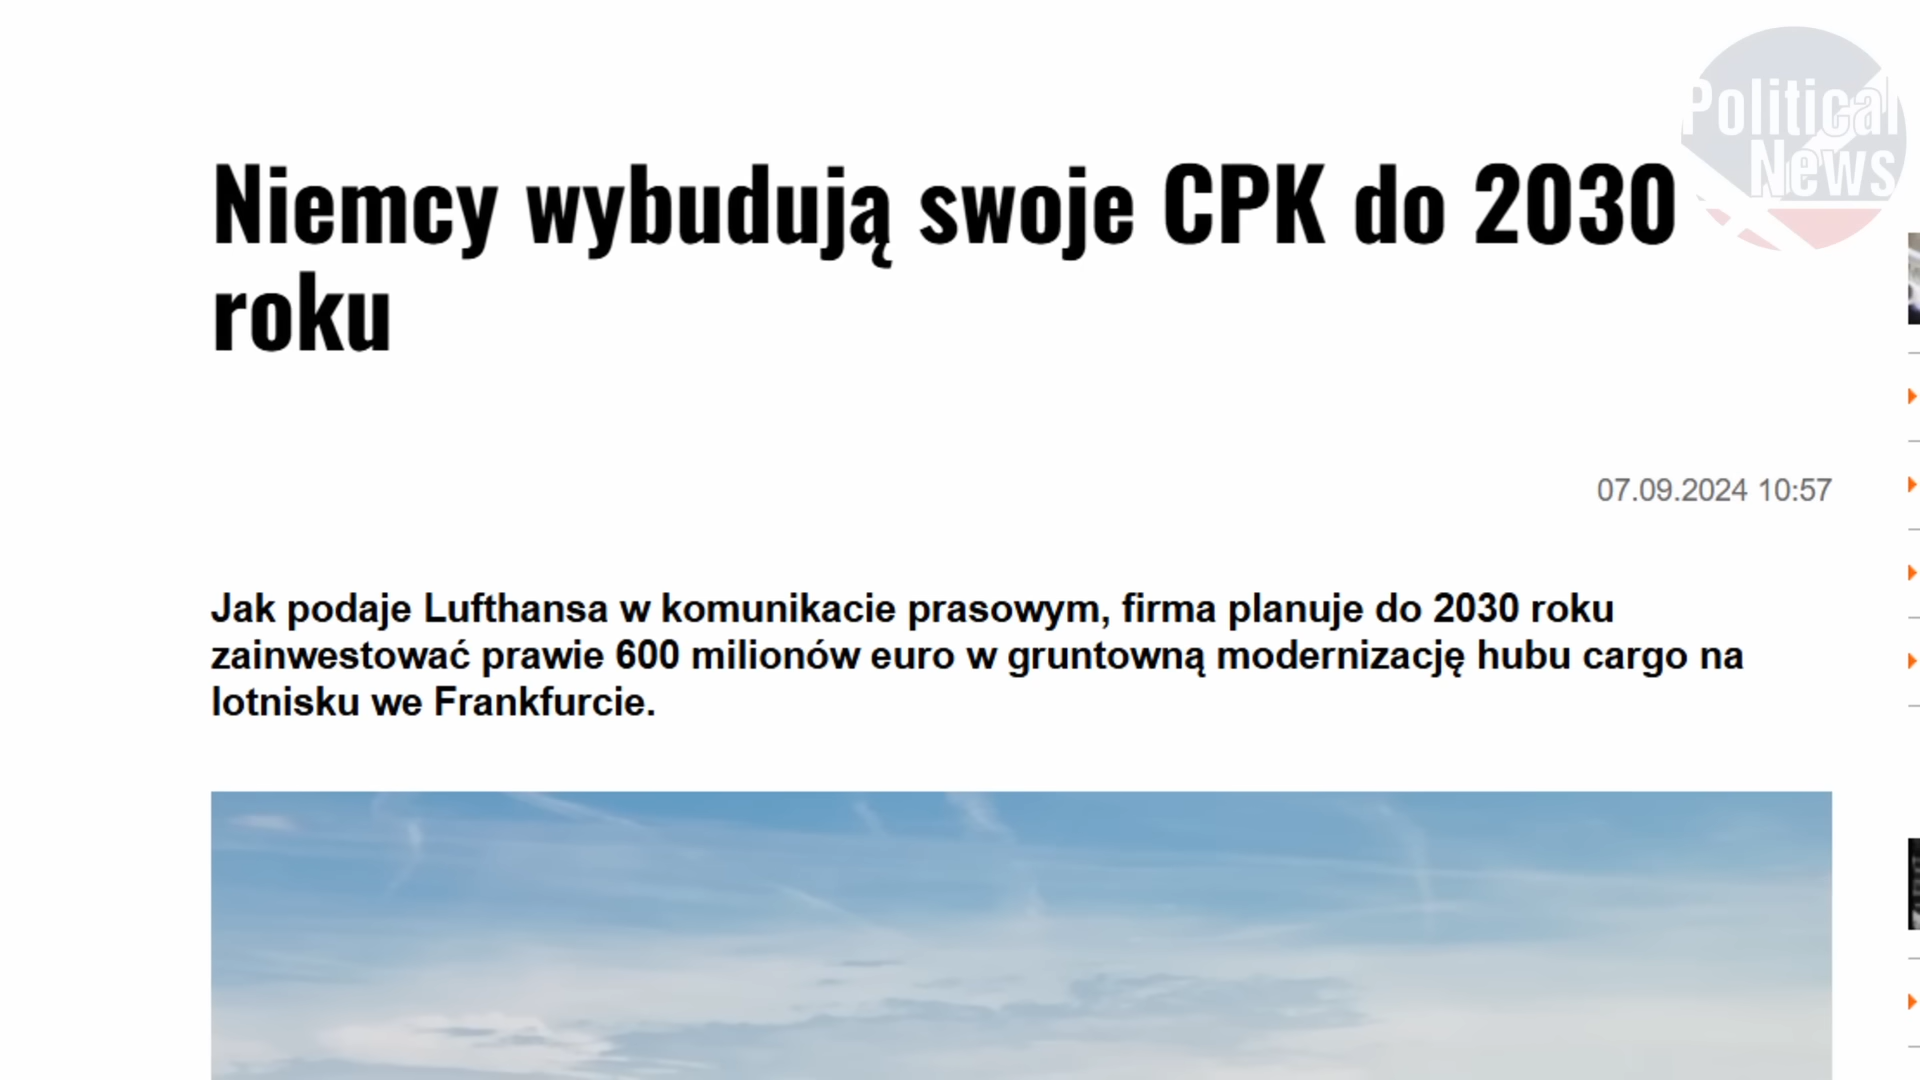 Political
News
Niemcy wybudują swoje CPK do 2030
roku
07.09.2024 10:57
Jak podaje Lufthansa w komunikacie prasowym, firma planuje do 2030 roku
zainwestować prawie 600 milionów euro w gruntowną modernizację hubu cargo na
lotnisku we Frankfurcie.